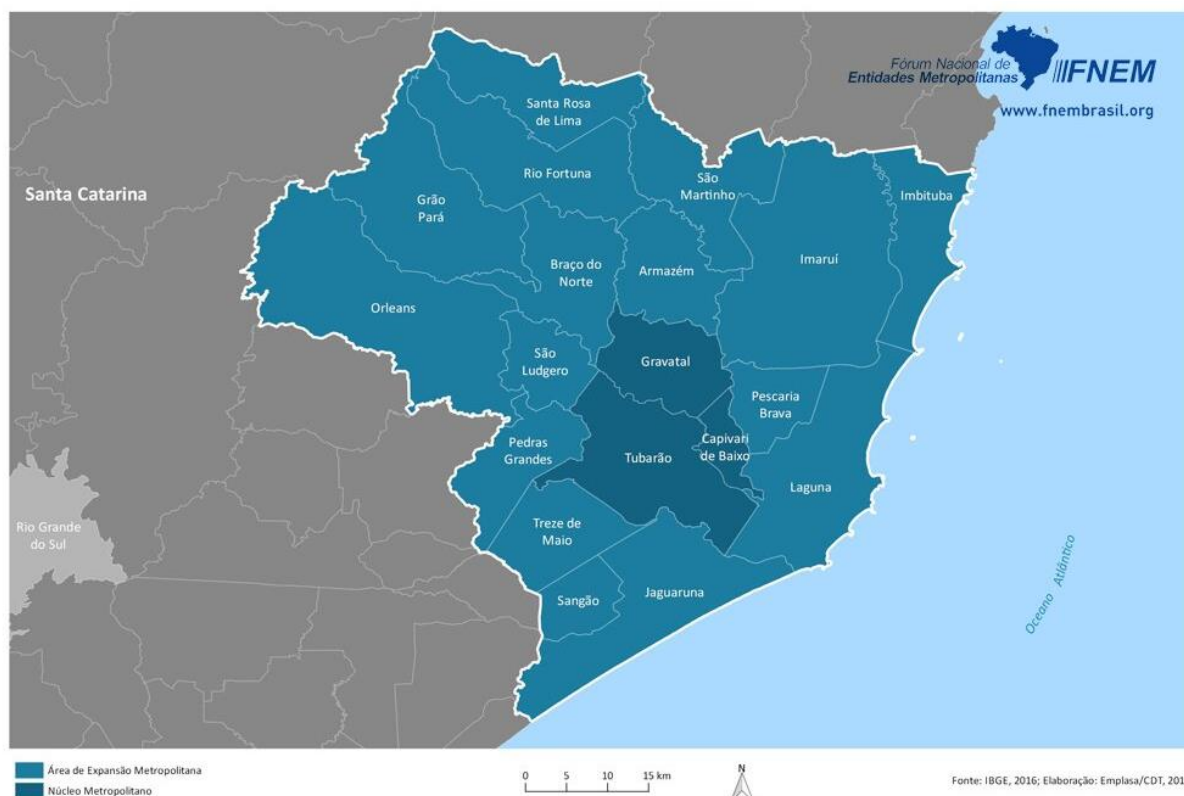 Fórum Nacional de
Entidades Metropolitanas
FNEM
www.fnembrasil.org
Santa Catarina
Santa Rosa
de Lima
Rio Fortuna
São
Martinho
Imbituba
Grão
Pará
Braço do
Norte
Armazém
Imaruí
Orleans
São
Ludgero
Gravatal
Pescaria
Brava
Pedras
Grandes
Tubarão
Capivari
de Baixo
Laguna
Rio Grande
do Sul
Treze de
Maio
Sangão
Jaguaruna
Oceano Atlântico
Área de Expansão Metropolitana
Núcleo Metropolitano
0 5 10 15 km
N
Fonte: IBGE, 2016; Elaboração: Emplasa/CDT, 201